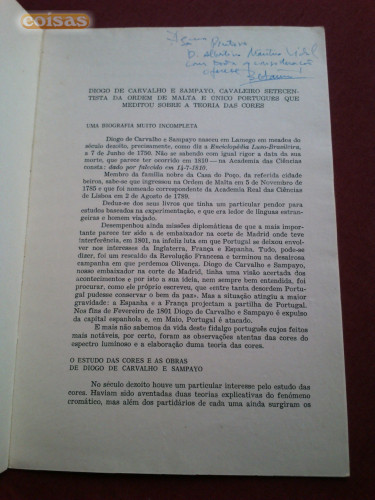 coisas
DIOGO DE CARVALHO E SAMPAYO, CAVALEIRO SETECEN-
TISTA DA ORDEM DE MALTA E UNICO PORTUGUES QUE
MEDITOU SOBRE A TEORIA DAS CORES
UMA BIOGRAFIA MUITO INCOMPLETA
Diogo de Carvalho e Sampayo nasceu em Lamego em meados de
século dezoito, precisamente, como diz a Enciclopédia Luso-Brasileira,
a 7 de Junho de 1750. Não se sabendo com igual rigor a data da sua
morte, que parece ter ocorrido em 1819 — na Academia das Ciências
consta: dado por falecido em 14-7-1819.
Membro da família nobre da Casa do Poço, da referida cidade
beirez, sabe-se que ingressou na Ordem de Malta em 5 de Novembro de
1785 e que foi nomeado correspondente da Academia Real das Ciências
de Lisboa em 2 de Agosto de 1789.
Deduz-se dos seus livros que tinha um particular pendor para
estudos baseados na experimentação, e que era ledor de línguas estran-
geiras e homem viajado.
Desempenhou ainda missões diplomáticas de que a mais impor-
tante parece ter sido a de embaixador na corte de Madrid onde teve
interferência, em 1801, na infeliz luta em que Portugal se deixou envol-
ver nos interesses da Inglaterra, França e Espanha. Tudo, pode-se
dizer, foi um rescaldo da Revolução Francesa e terminou na desairosa
campanha em que perdemos Olivença. Diogo de Carvalho e Sampayo,
nosso embaixador na corte de Madrid, tinha uma visão acertada dos
acontecimentos e por isto a sua ideia, nem sempre bem entendida, foi
procurar, como ele próprio escreveu, que «entre tanta desordem Portu-
gal pudesse conservar o bem da paz». Mas a situação atingiu a maior
gravidade: a Espanha e a França projectam a partilha de Portugal.
Nos fins de Fevereiro de 1801 Diogo de Carvalho e Sampayo é expulso
da capital espanhola e, em Maio, Portugal é atacado.
E mais não sabemos da vida deste fidalgo português cujos feitos
mais notáveis, por certo, foram as observações atentas das cores do
espectro luminoso e a elaboração duma teoria das cores.
O ESTUDO DAS CORES E AS OBRAS
DE DIOGO DE CARVALHO E SAMPAYO
No século dezoito houve um particular interesse pelo estudo das
cores. Haviam sido aventadas duas teorias explicativas do fenómeno
cromático, mas além dos partidários de cada uma ainda surgiram os